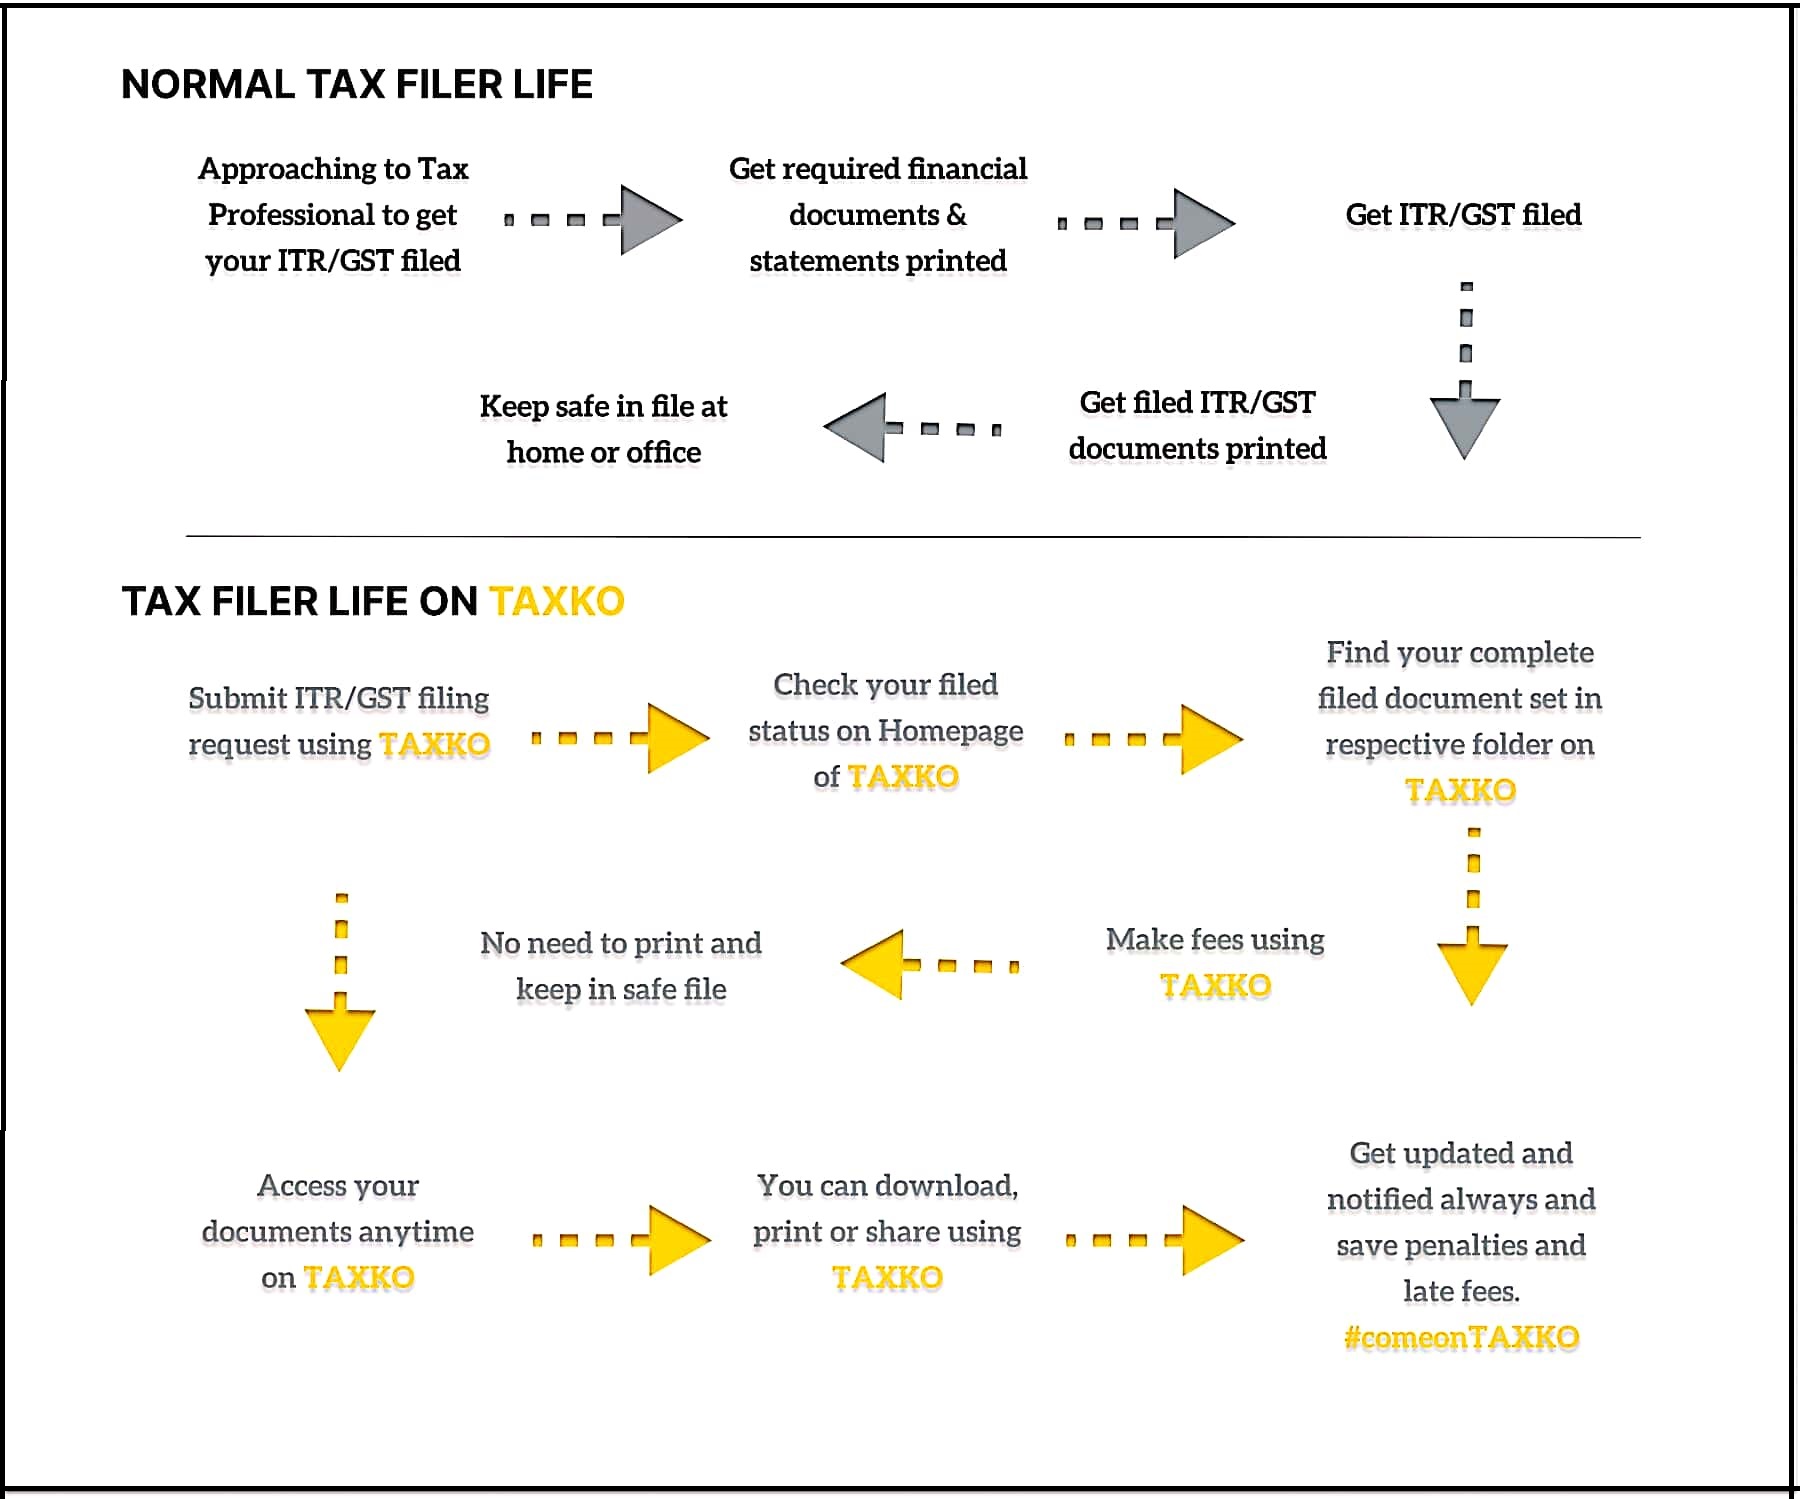 NORMAL TAX FILER LIFE
Approaching to Tax
Professional to get
your ITR/GST filed
Get required financial
documents &
statements printed
Get ITR/GST filed
Get filed ITR/GST
documents printed
Keep safe in file at
home or office
TAX FILER LIFE ON TAXKO
Submit ITR/GST filing
request using TAXKO
Check your filed
status on Homepage
of TAXKO
Find your complete
filed document set in
respective folder on
TAXKO
Make fees using
TAXKO
No need to print and
keep in safe file
Access your
documents anytime
on TAXKO
You can download,
print or share using
TAXKO
Get updated and
notified always and
save penalties and
late fees.
#comeonTAXKO